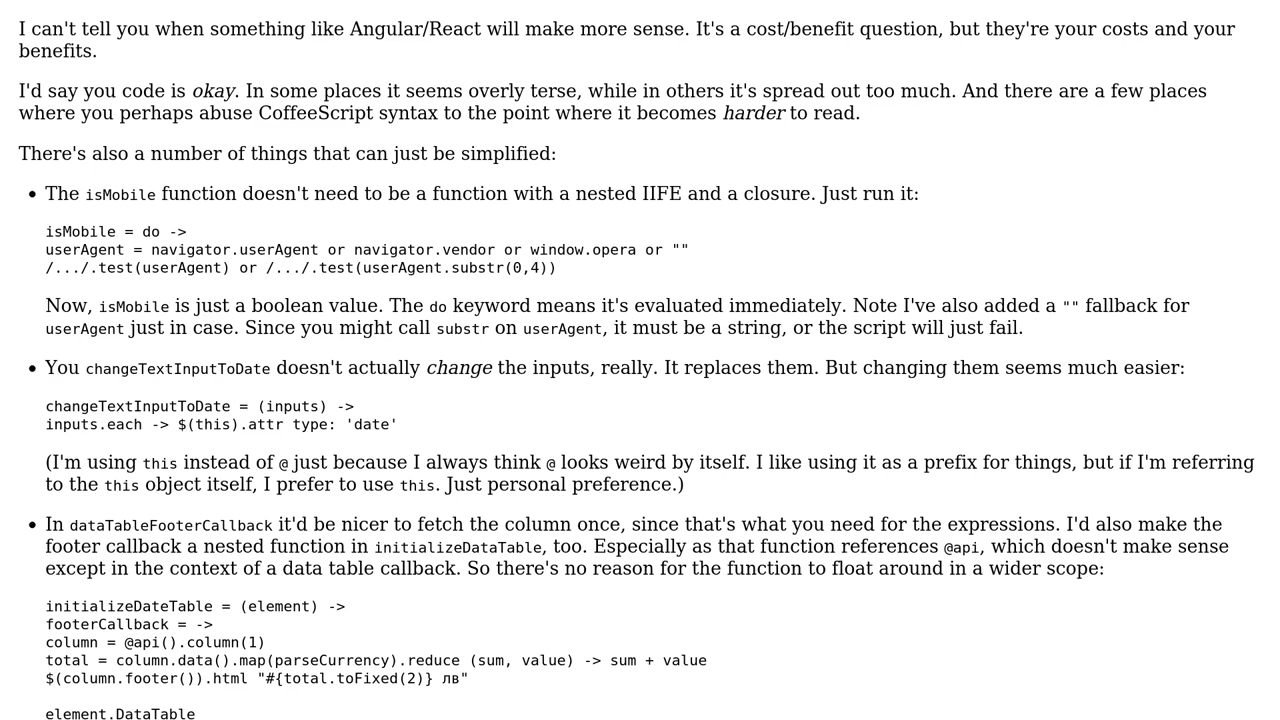 I can't tell you when something like Angular/React will make more sense. It's a cost/benefit question, but they're your costs and your
benefits.
I'd say you code is okay. In some places it seems overly terse, while in others it's spread out too much. And there are a few places
where you perhaps abuse CoffeeScript syntax to the point where it becomes harder to read.
There's also a number of things that can just be simplified:
• The isMobile function doesn't need to be a function with a nested IIFE and a closure. Just run it:
isMobile = do ->
userAgent = navigator.userAgent or navigator.vendor or window.opera or ""
/.../.test(userAgent) or /.../.test(userAgent.substr(0,4))
Now, isMobile is just a boolean value. The do keyword means it's evaluated immediately. Note I've also added a "" fallback for
userAgent just in case. Since you might call substr on userAgent, it must be a string, or the script will just fail.
• You changeTextInputToDate doesn't actually change the inputs, really. It replaces them. But changing them seems much easier:
changeTextInputToDate = (inputs) ->
inputs.each -> $(this).attr type: 'date'
(I'm using this instead of @ just because I always think @ looks weird by itself. I like using it as a prefix for things, but if I'm referring
to the this object itself, I prefer to use this. Just personal preference.)
• In dataTableFooterCallback it'd be nicer to fetch the column once, since that's what you need for the expressions. I'd also make the
footer callback a nested function in initializeDataTable, too. Especially as that function references @api, which doesn't make sense
except in the context of a data table callback. So there's no reason for the function to float around in a wider scope:
initializeDateTable = (element) ->
footerCallback = ->
column = @api().column(1)
total = column.data().map(parseCurrency).reduce (sum, value) -> sum + value
$(column.footer()).html "#{total.toFixed(2)} лв"
element.DataTable